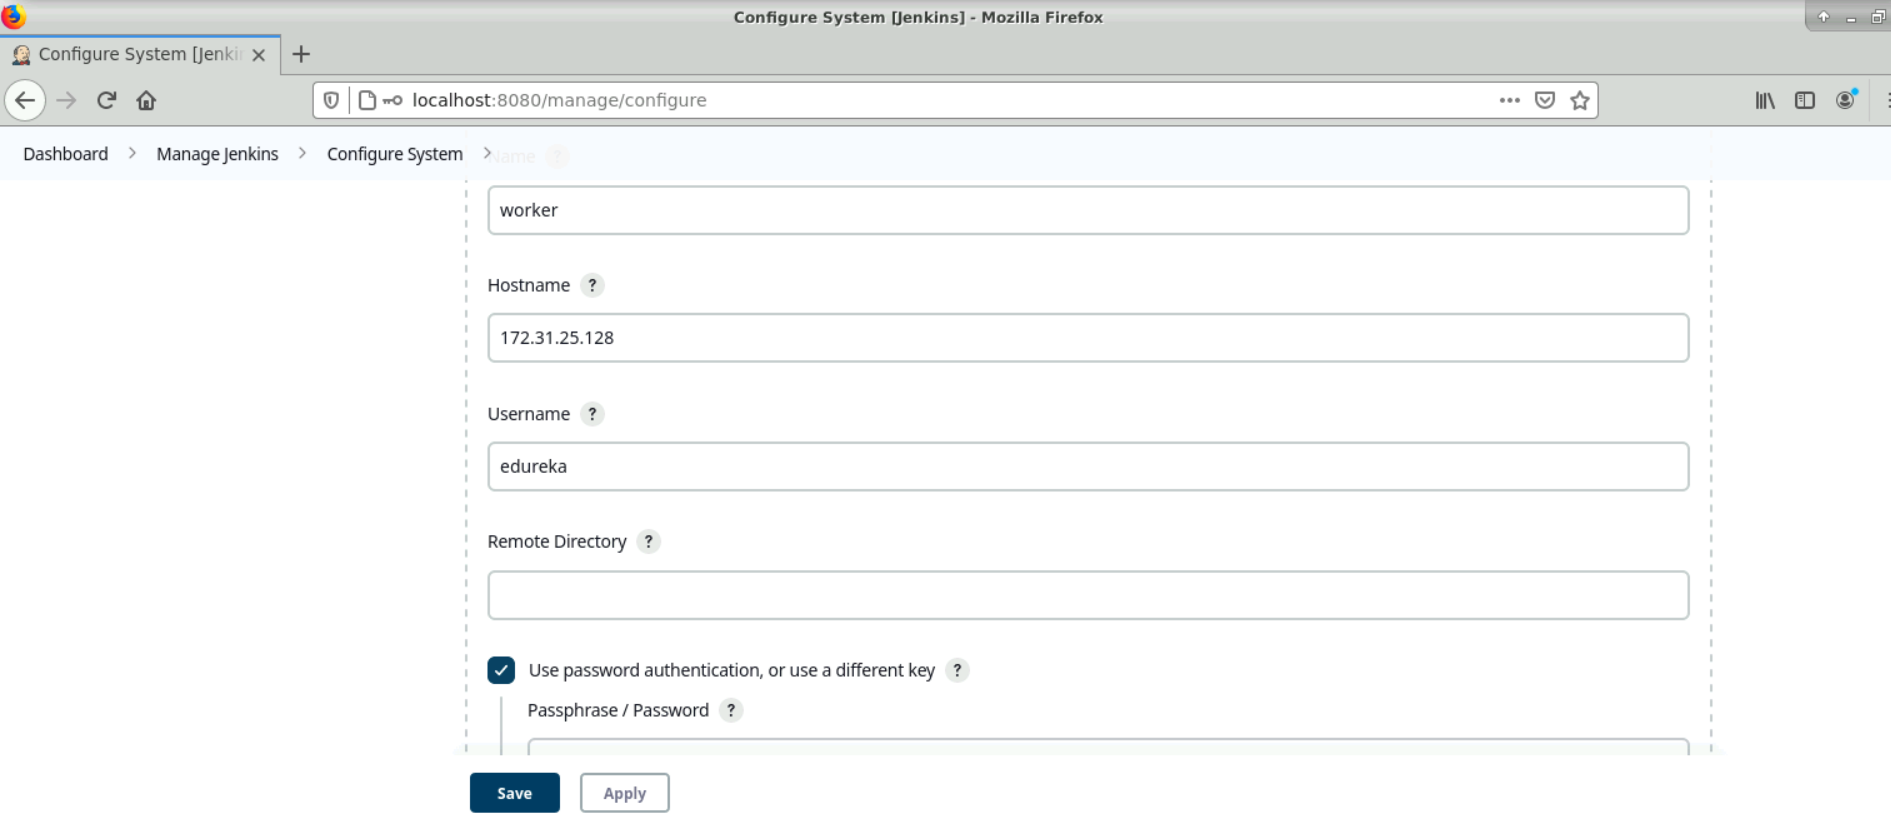 Configure System [Jenkins] - Mozilla Firefox
Configure System [Jenki
localhost:8080/manage/configure
Dashboard > Manage Jenkins > Configure System >
Name ?
worker
Hostname ?
172.31.25.128
Username ?
edureka
Remote Directory ?
Use password authentication, or use a different key ?
Passphrase / Password ?
Save Apply